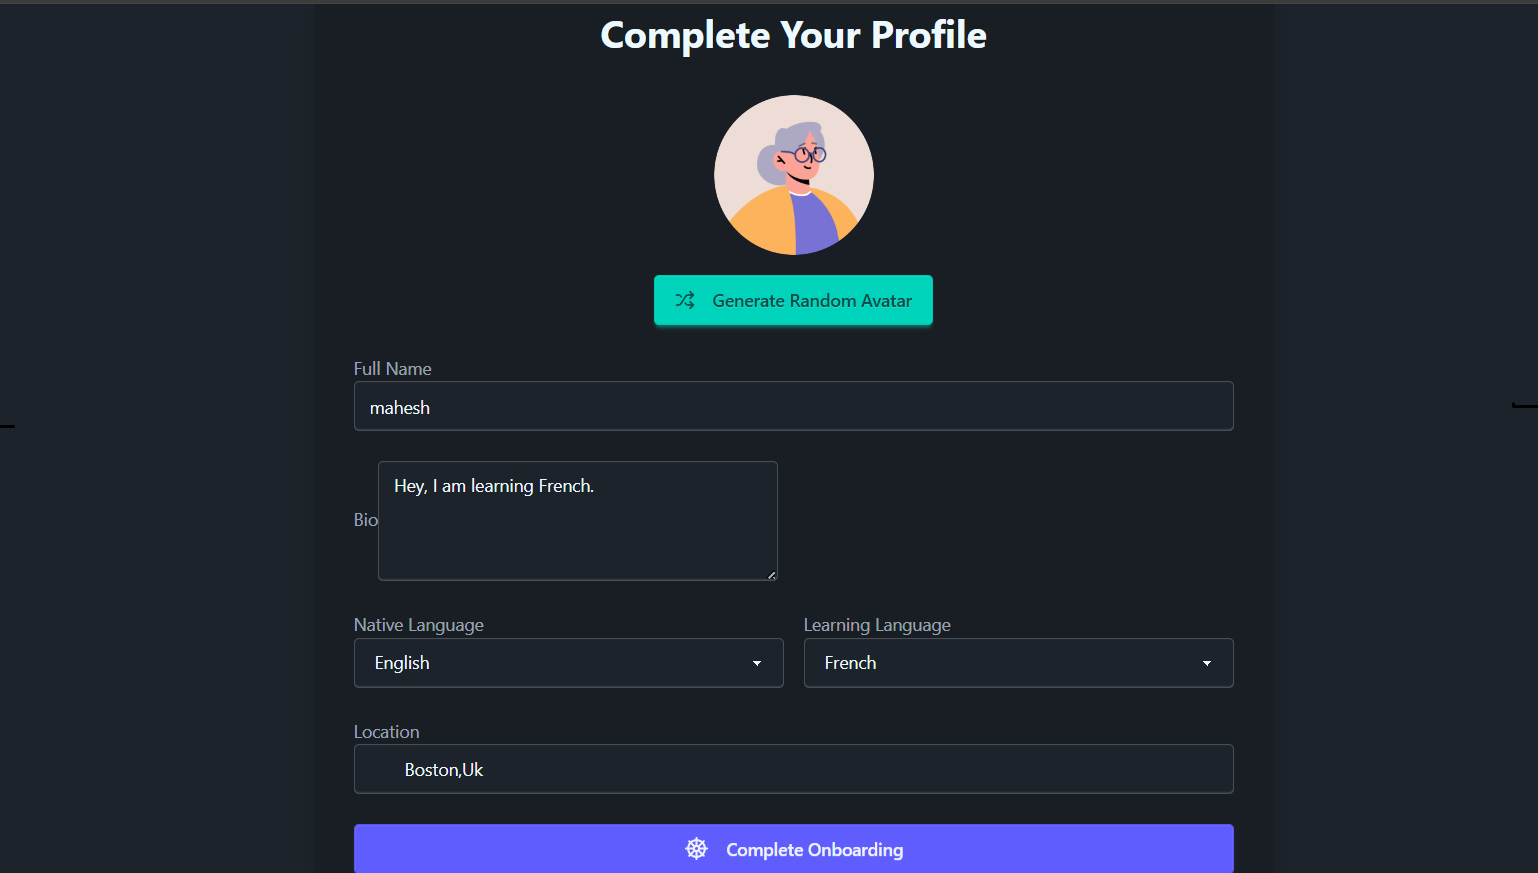 Complete Your Profile
Generate Random Avatar
Full Name
mahesh
Bio
Hey, I am learning French.
Native Language
English
Learning Language
French
Location
Boston,Uk
Complete Onboarding